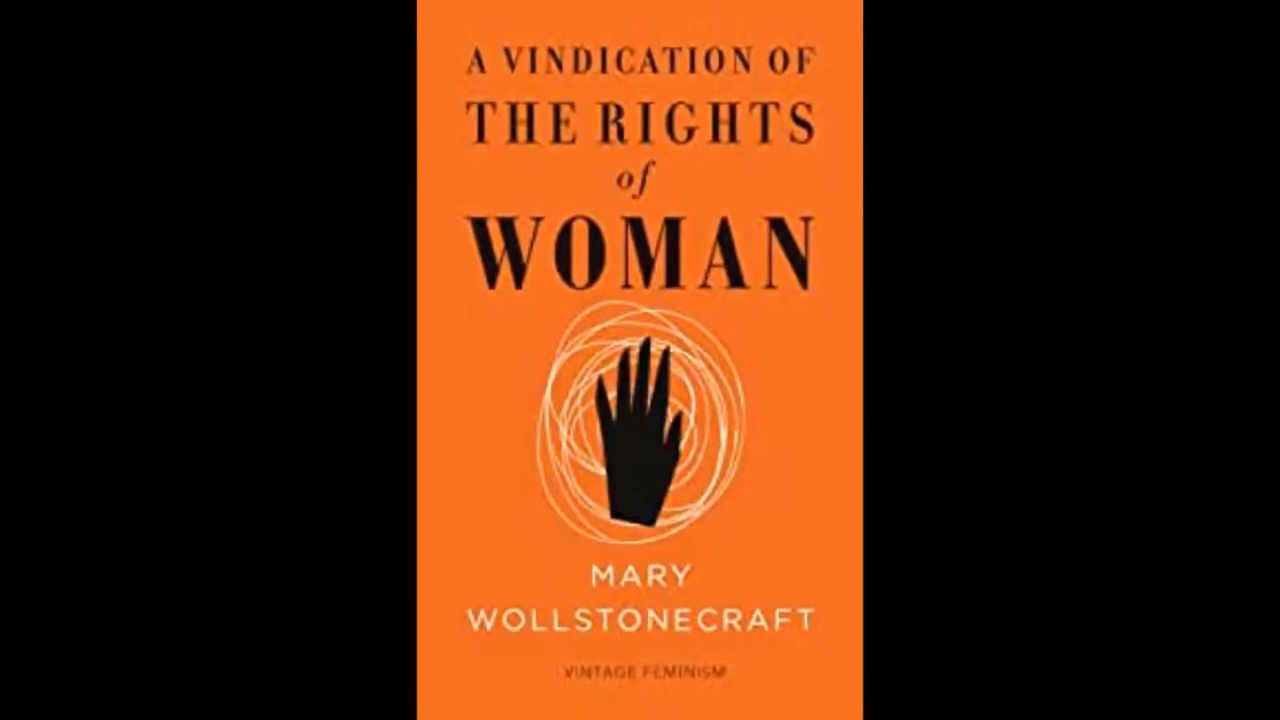 A VINDICATION OF
THE RIGHTS
of
WOMAN
MARY
WOLLSTONECRAFT
VINTAGE FEMINISM